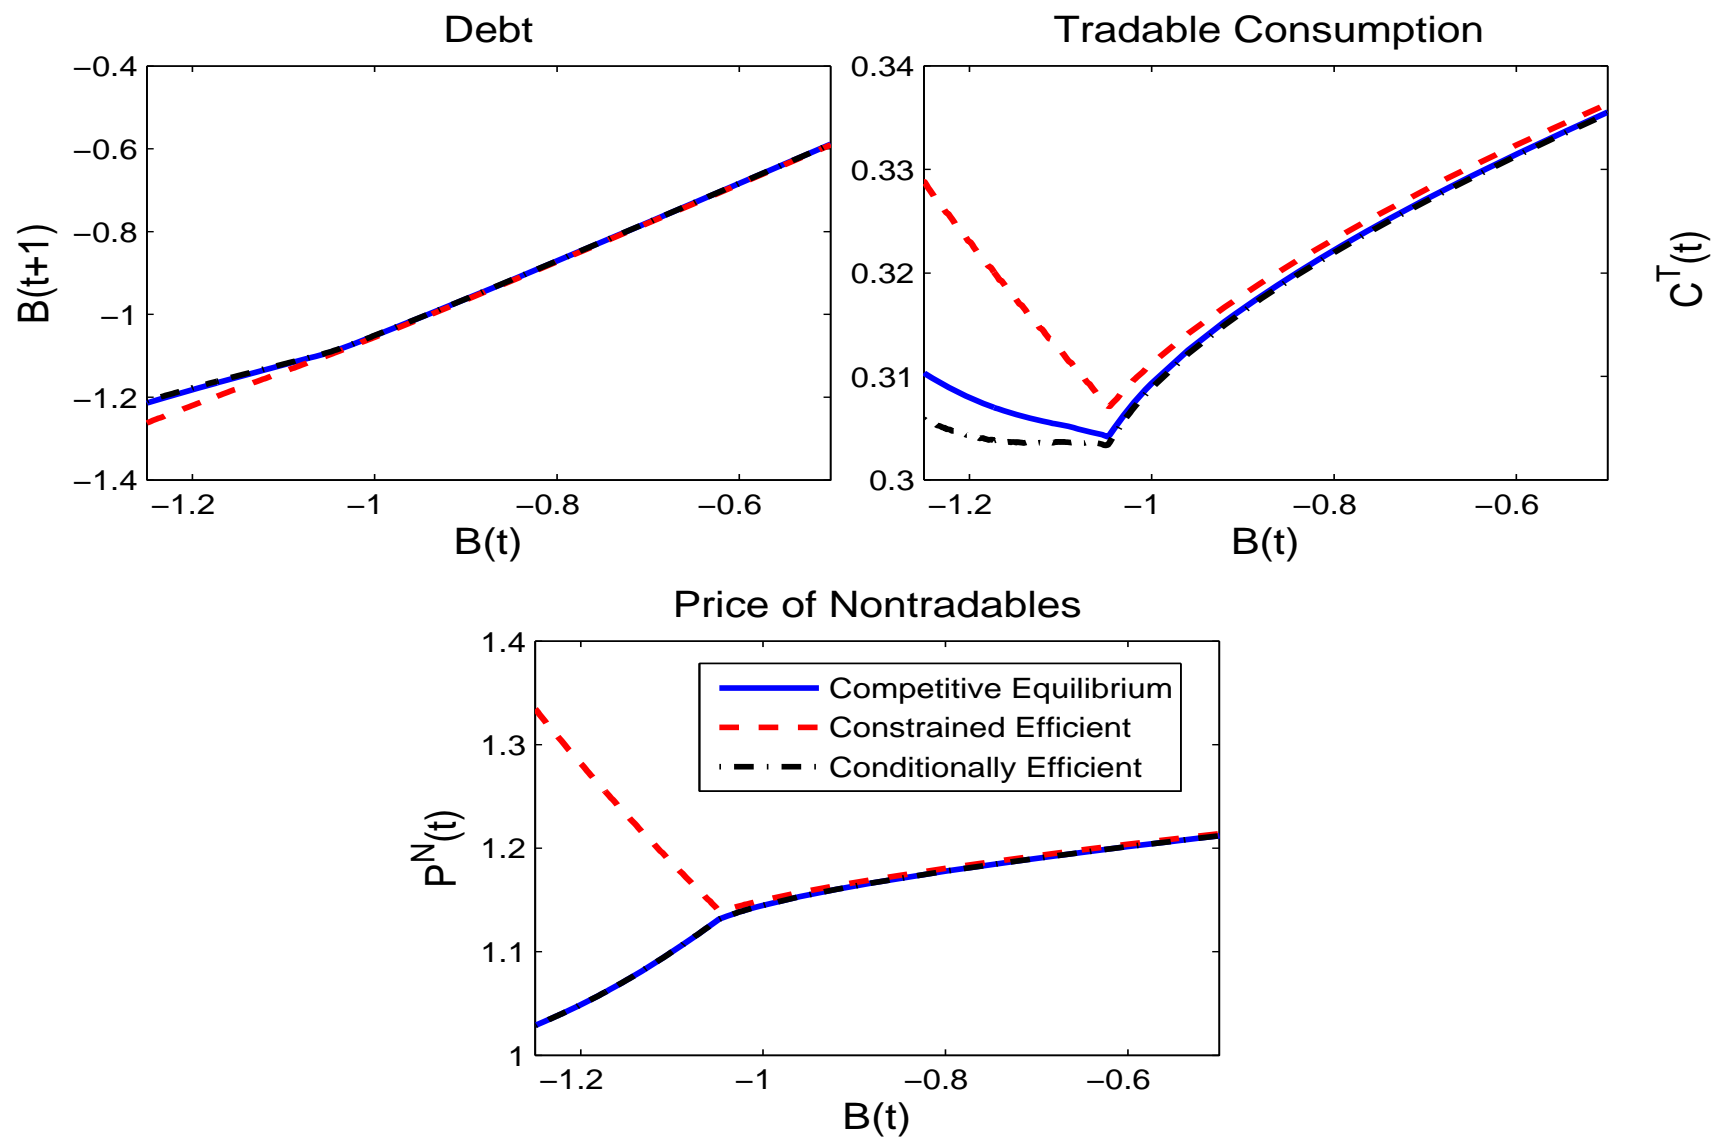 Debt
−0.4
−0.6
−0.8
−1
−1.2
−1.4
B(t+1)
−1.2
−1
−0.8
−0.6
B(t)
Tradable Consumption
0.34
0.33
0.32
0.31
0.3
C^T(t)
−1.2
−1
−0.8
−0.6
B(t)
Price of Nontradables
1.4
1.3
1.2
1.1
1
P^N(t)
Competitive Equilibrium
Constrained Efficient
Conditionally Efficient
−1.2
−1
−0.8
−0.6
B(t)